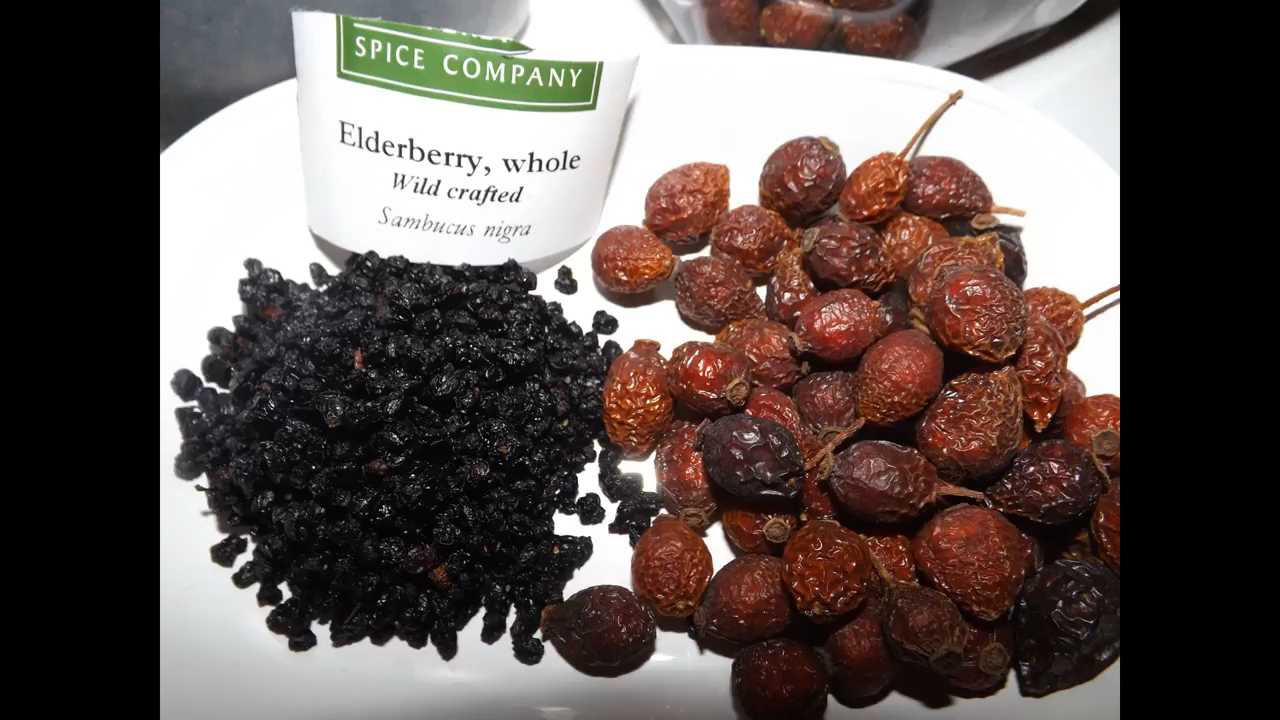 SPICE COMPANY
Elderberry, whole
Wild crafted
Sambucus nigra